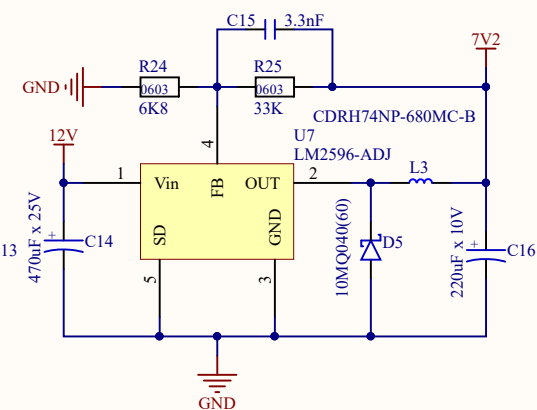 C15 3.3nF
7V2
R24 R25
GND 0603 0603
6K8 33K
CDRH74NP-680MC-B
12V
4
U7
LM2596-ADJ
1 Vin FB OUT 2 L3
SD GND
13 470uF x 25V + C14
10MQ040(60) D5
220uF x 10V + C16
5 3
GND